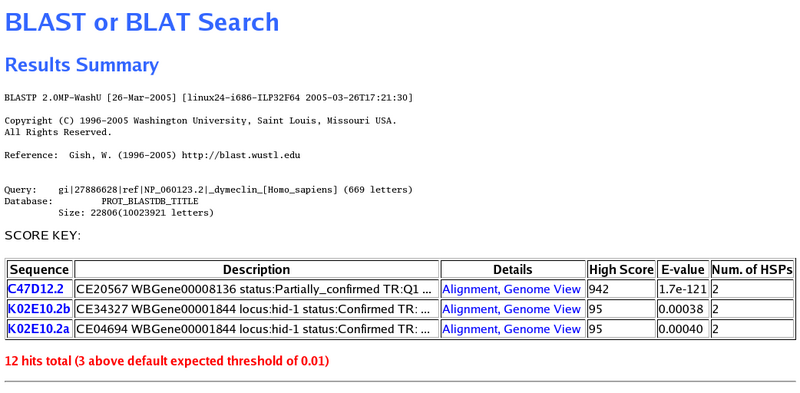 BLAST or BLAT Search
Results Summary
BLASTP 2.0MP-WashU [26-Mar-2005] [linux24-i686-ILP32F64 2005-03-26T17:21:30]
Copyright (C) 1996-2005 Washington University, Saint Louis, Missouri USA.
All Rights Reserved.
Reference: Gish, W. (1996-2005) http://blast.wustl.edu
Query: gi|27886628|ref|NP_060123.2|_dymeclin_[Homo_sapiens] (669 letters)
Database: PROT_BLASTDB_TITLE
Size: 22806(10023921 letters)
SCORE KEY:
Sequence Description Details High Score E-value Num. of HSPs
C47D12.2 CE20567 WBGene00008136 status:Partially_confirmed TR:Q1 ... Alignment, Genome View 942 1.7e-121 2
K02E10.2b CE34327 WBGene00001844 locus:hid-1 status:Confirmed TR: ... Alignment, Genome View 95 0.00038 2
K02E10.2a CE04694 WBGene00001844 locus:hid-1 status:Confirmed TR: ... Alignment, Genome View 95 0.00040 2
12 hits total (3 above default expected threshold of 0.01)